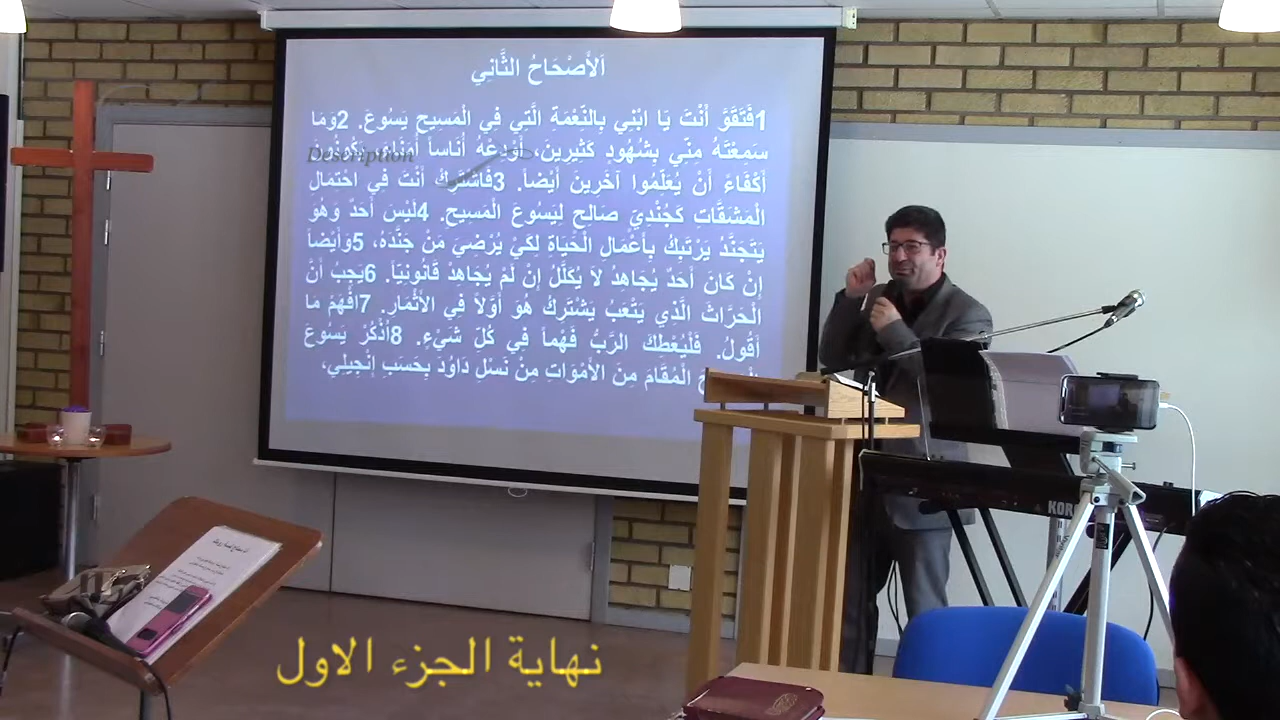 اَلأَصْحَاحُ الثَّانِي
1فَتَقَوَّ أَنْتَ يَا ابْنِي بِالنِّعْمَةِ الَّتِي فِي الْمَسِيحِ يَسُوعَ. 2وَمَا
سَمِعْتَهُ مِنِّي بِشُهُودٍ كَثِيرِينَ، أَوْدِعْهُ أُنَاساً أُمَنَاءَ، يَكُونُونَ
Description
أَكْفَاءً أَنْ يُعَلِّمُوا آخَرِينَ أَيْضاً. 3فَاشْتَرِكْ أَنْتَ فِي احْتِمَالِ
الْمَشَقَّاتِ كَجُنْدِيٍّ صَالِحٍ لِيَسُوعَ الْمَسِيحِ. 4لَيْسَ أَحَدٌ وَهُوَ
يَتَجَنَّدُ يَرْتَبِكُ بِأَعْمَالِ الْحَيَاةِ لِكَيْ يُرْضِيَ مَنْ جَنَّدَهُ، 5وَأَيْضاً
إِنْ كَانَ أَحَدٌ يُجَاهِدُ لاَ يُكَلَّلُ إِنْ لَمْ يُجَاهِدْ قَانُونِيّاً. 6يَجِبُ أَنَّ
الْحَرَّاثَ الَّذِي يَتْعَبُ يَشْتَرِكُ هُوَ أَوَّلاً فِي الأَثْمَارِ. 7افْهَمْ مَا
أَقُولُ. فَلْيُعْطِكَ الرَّبُّ فَهْماً فِي كُلِّ شَيْءٍ. 8اُذْكُرْ يَسُوعَ
الْمُقَامَ مِنَ الأَمْوَاتِ مِنْ نَسْلِ دَاوُدَ بِحَسَبِ إِنْجِيلِي،
KOR
نهاية الجزء الاول